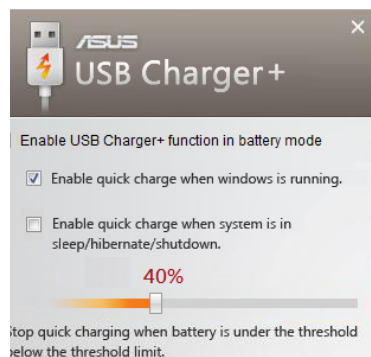 ASUS
USB Charger+
Enable USB Charger+ function in battery mode
Enable quick charge when windows is running.
Enable quick charge when system is in
sleep/hibernate/shutdown.
40%
Stop quick charging when battery is under the threshold
below the threshold limit.